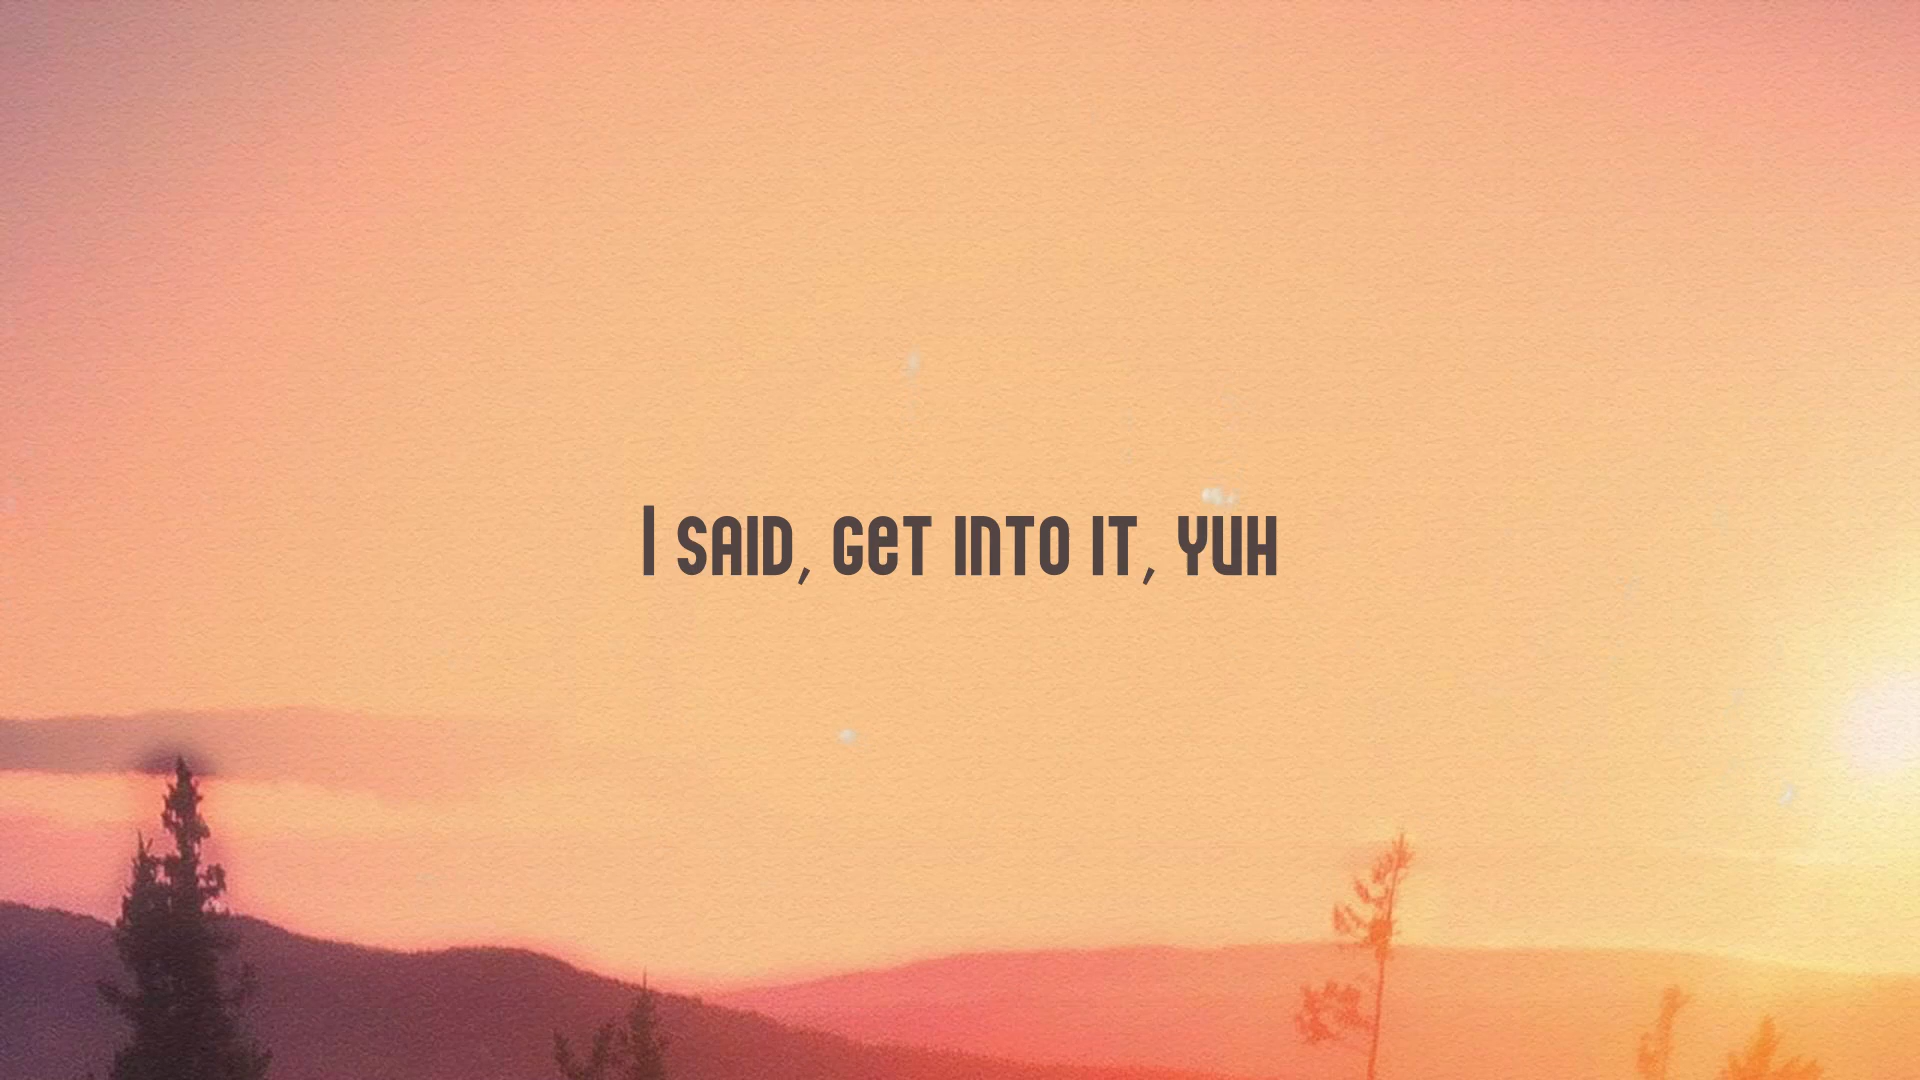 I said, get into it, yuh